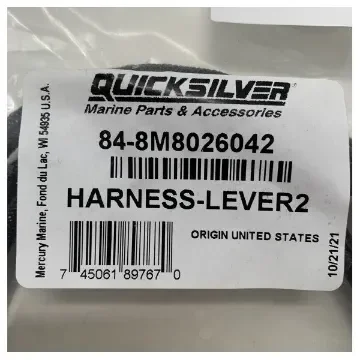 QUICKSILVER
Marine Parts & Accessories
84-8M8026042
HARNESS-LEVER2
ORIGIN UNITED STATES
7 45061 89767 0
Mercury Marine, Fond du Lac, WI 54935 U.S.A.
10/21/21